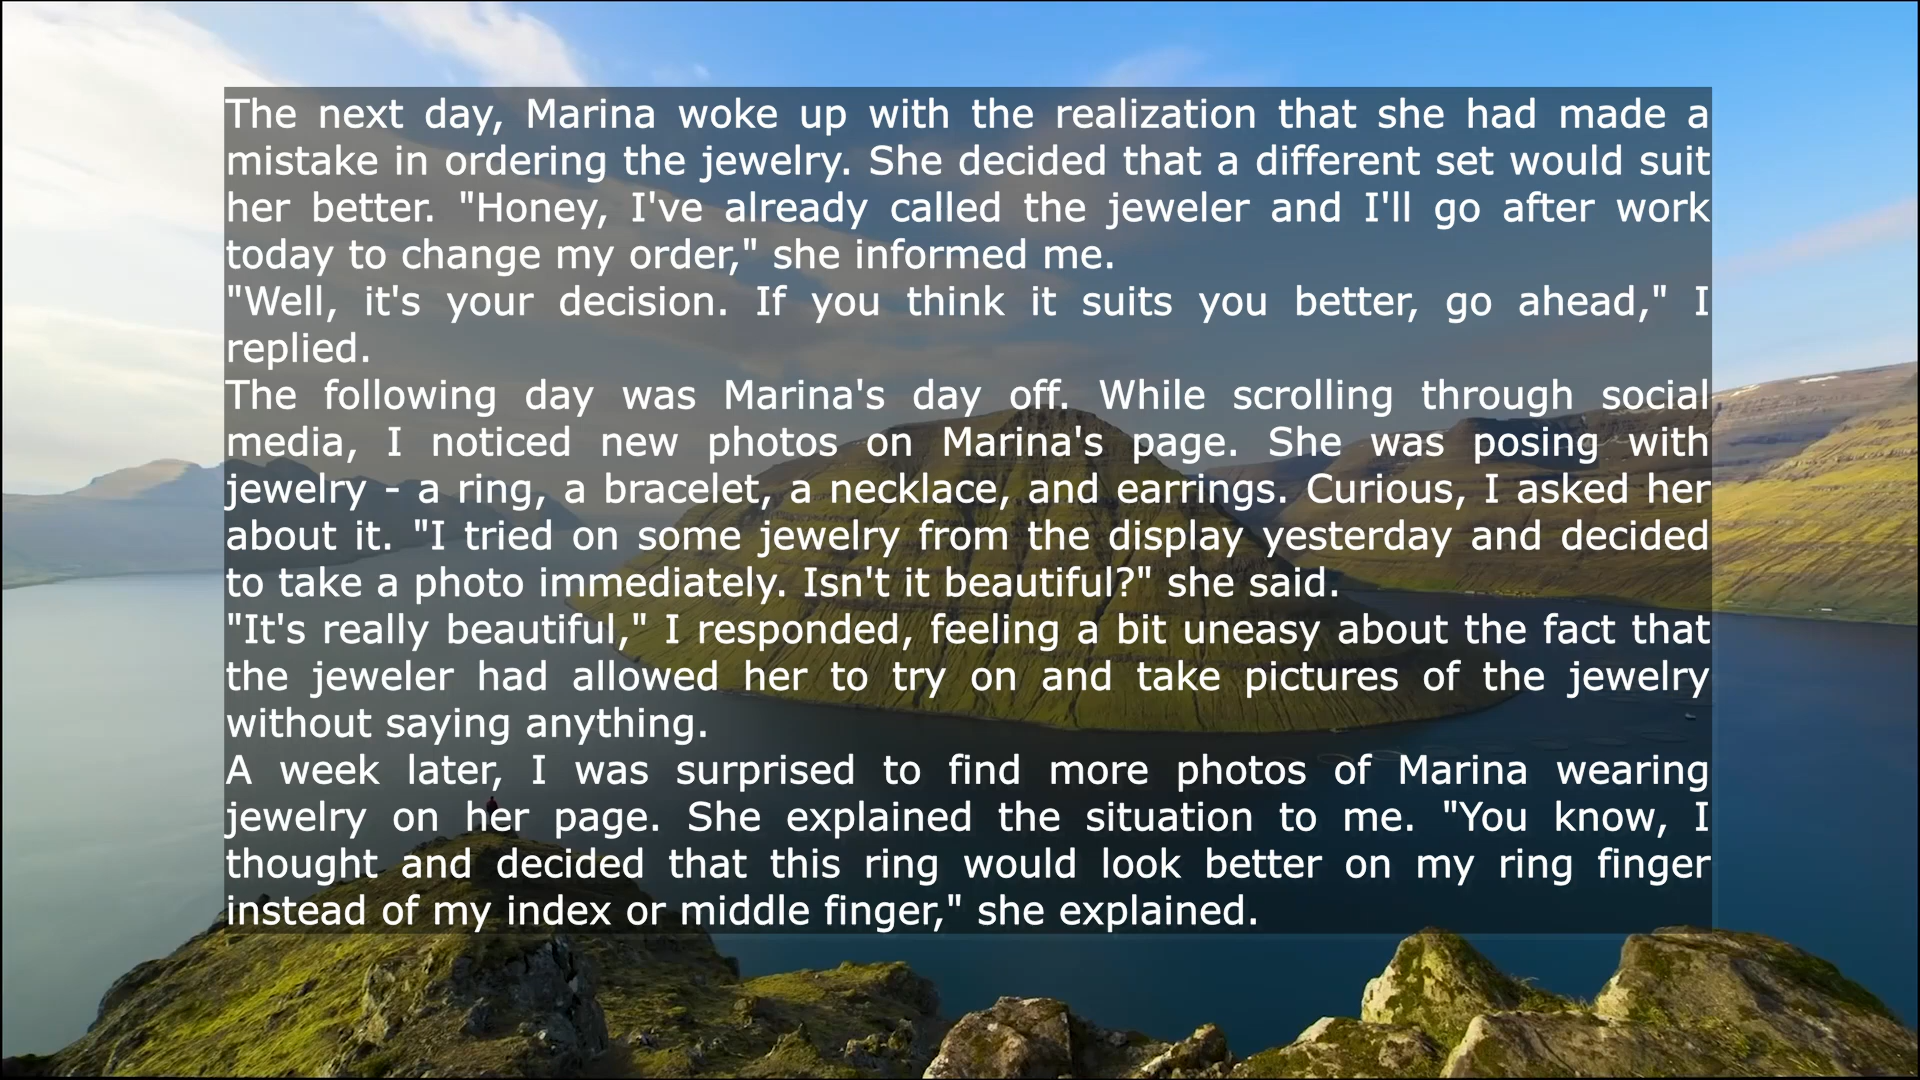 The next day, Marina woke up with the realization that she had made a
mistake in ordering the jewelry. She decided that a different set would suit
her better. "Honey, I've already called the jeweler and I'll go after work
today to change my order," she informed me.
"Well, it's your decision. If you think it suits you better, go ahead," I
replied.
The following day was Marina's day off. While scrolling through social
media, I noticed new photos on Marina's page. She was posing with
jewelry - a ring, a bracelet, a necklace, and earrings. Curious, I asked her
about it. "I tried on some jewelry from the display yesterday and decided
to take a photo immediately. Isn't it beautiful?" she said.
"It's really beautiful," I responded, feeling a bit uneasy about the fact that
the jeweler had allowed her to try on and take pictures of the jewelry
without saying anything.
A week later, I was surprised to find more photos of Marina wearing
jewelry on her page. She explained the situation to me. "You know, I
thought and decided that this ring would look better on my ring finger
instead of my index or middle finger," she explained.